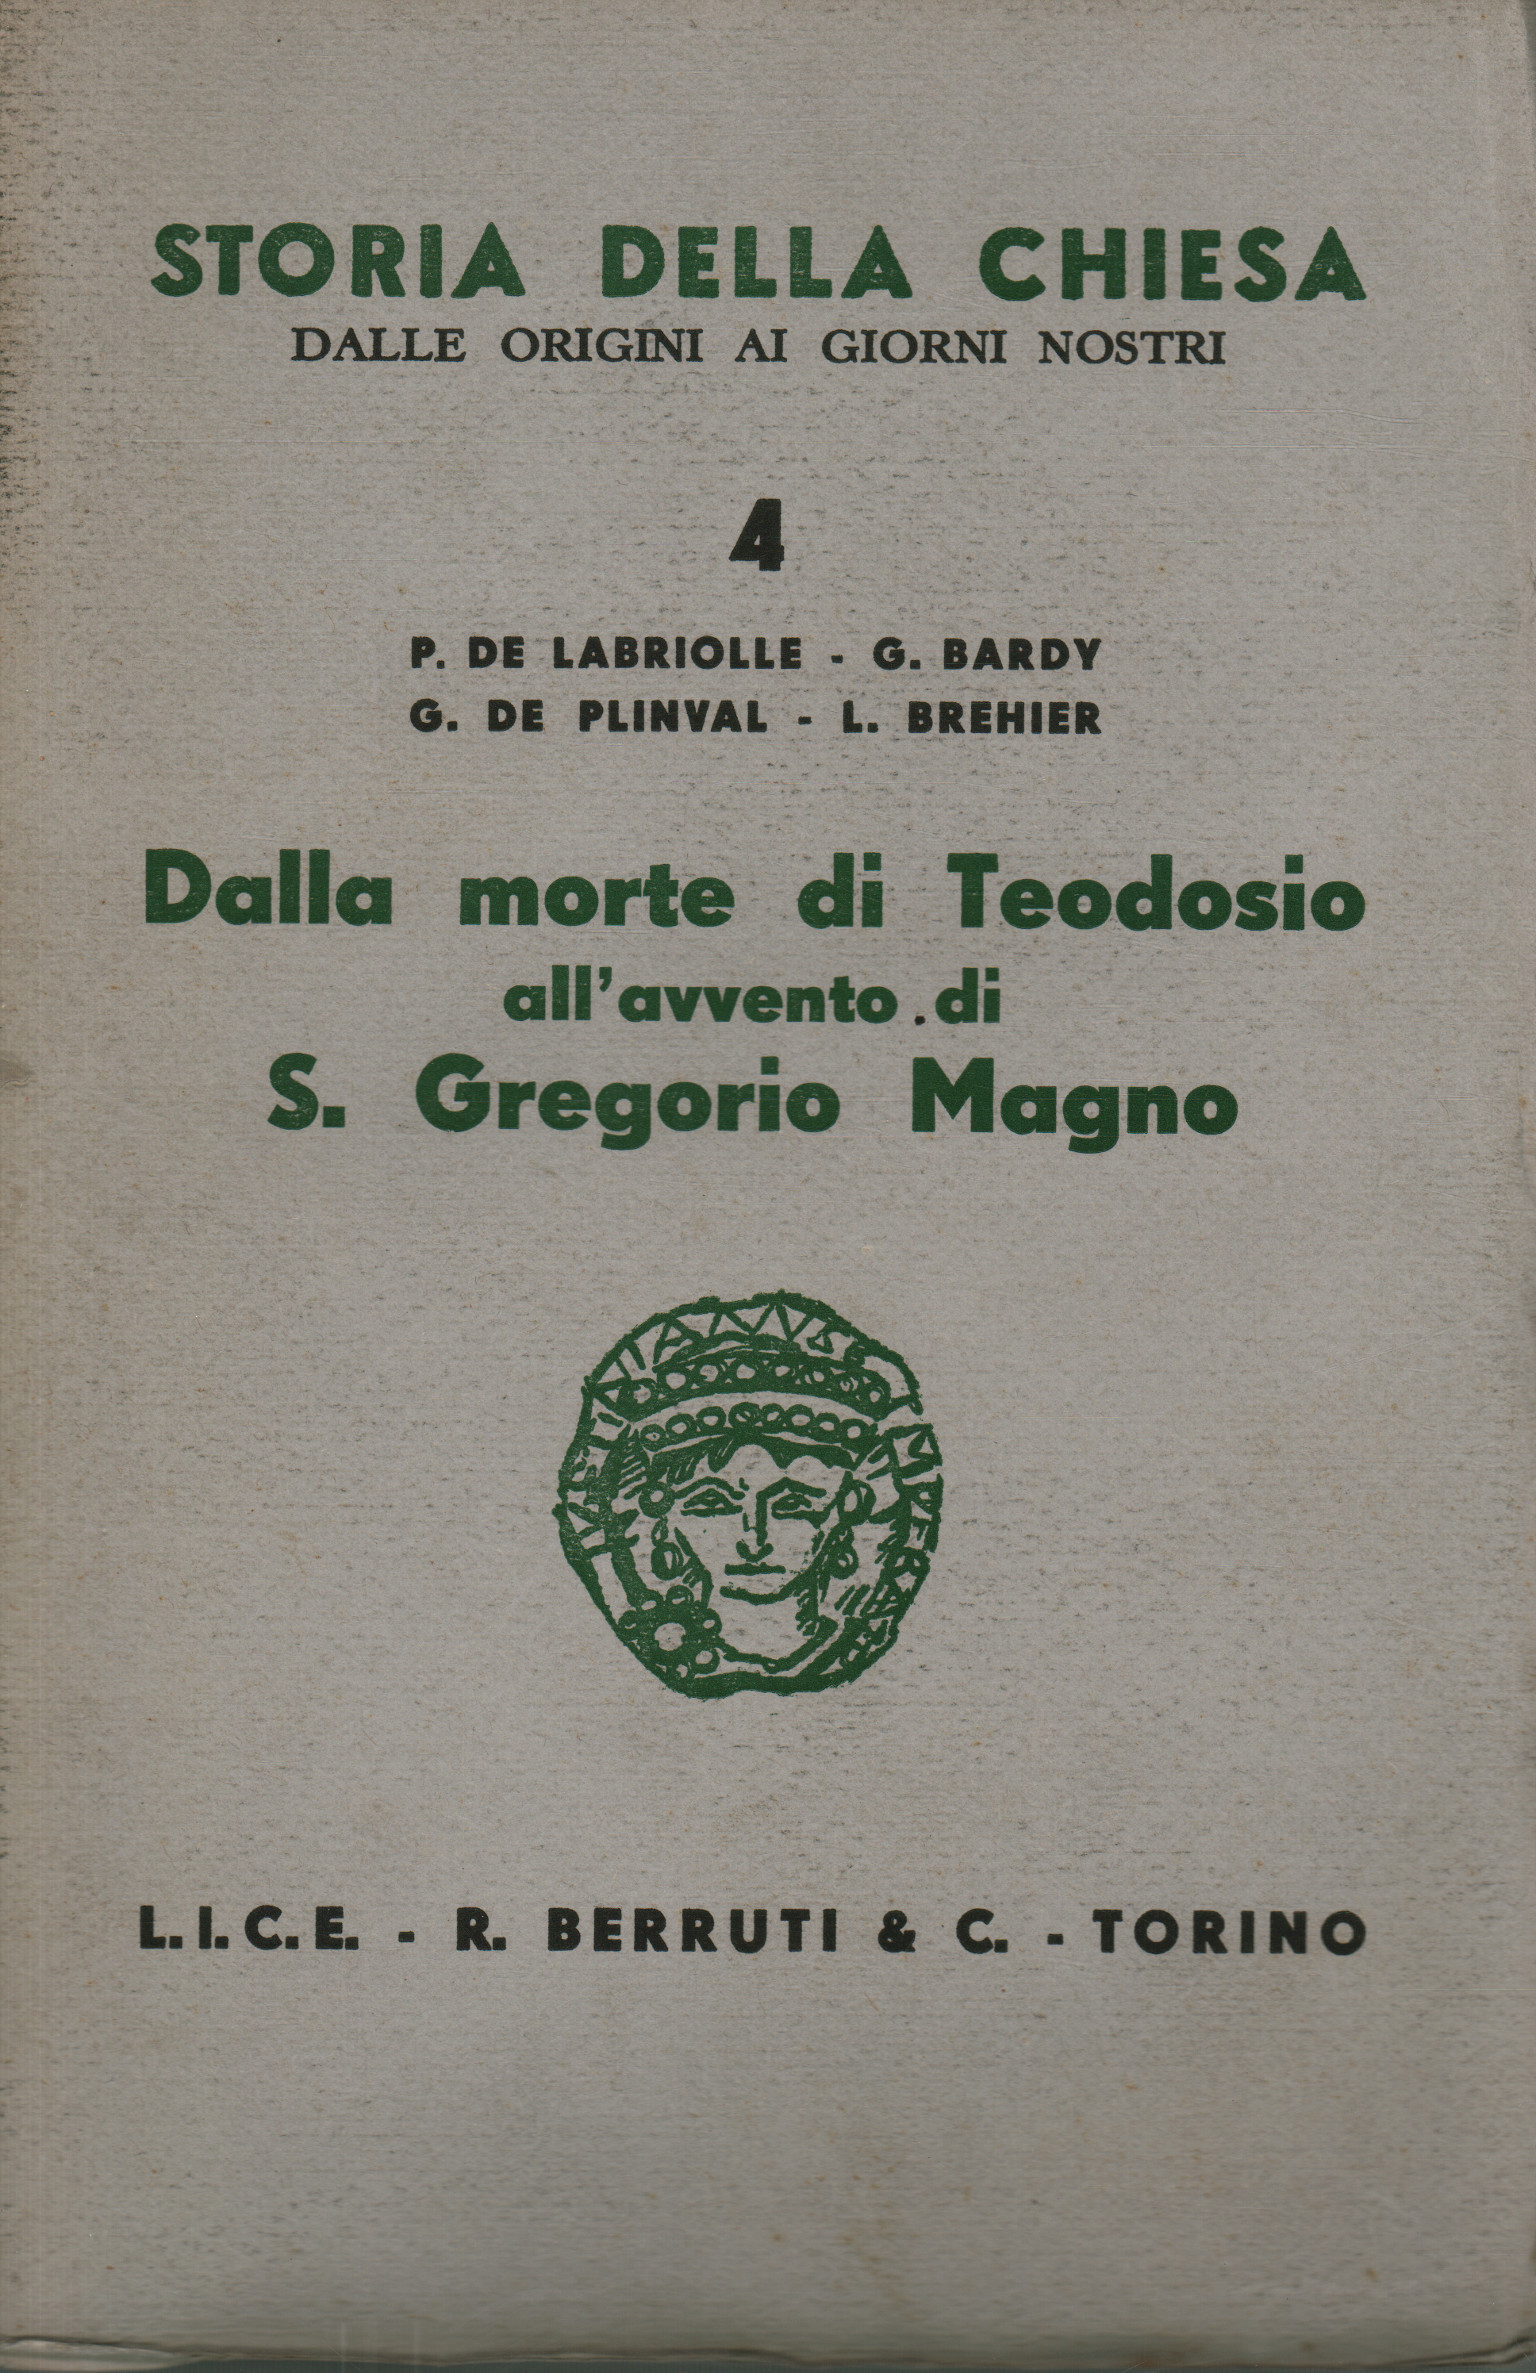 STORIA DELLA CHIESA
DALLE ORIGINI AI GIORNI NOSTRI
4
P. DE LABRIOLLE - G. BARDY
G. DE PLINVAL - L. BREHIER
Dalla morte di Teodosio
all'avvento di
S. Gregorio Magno
L.I.C.E. - R. BERRUTI & C. - TORINO